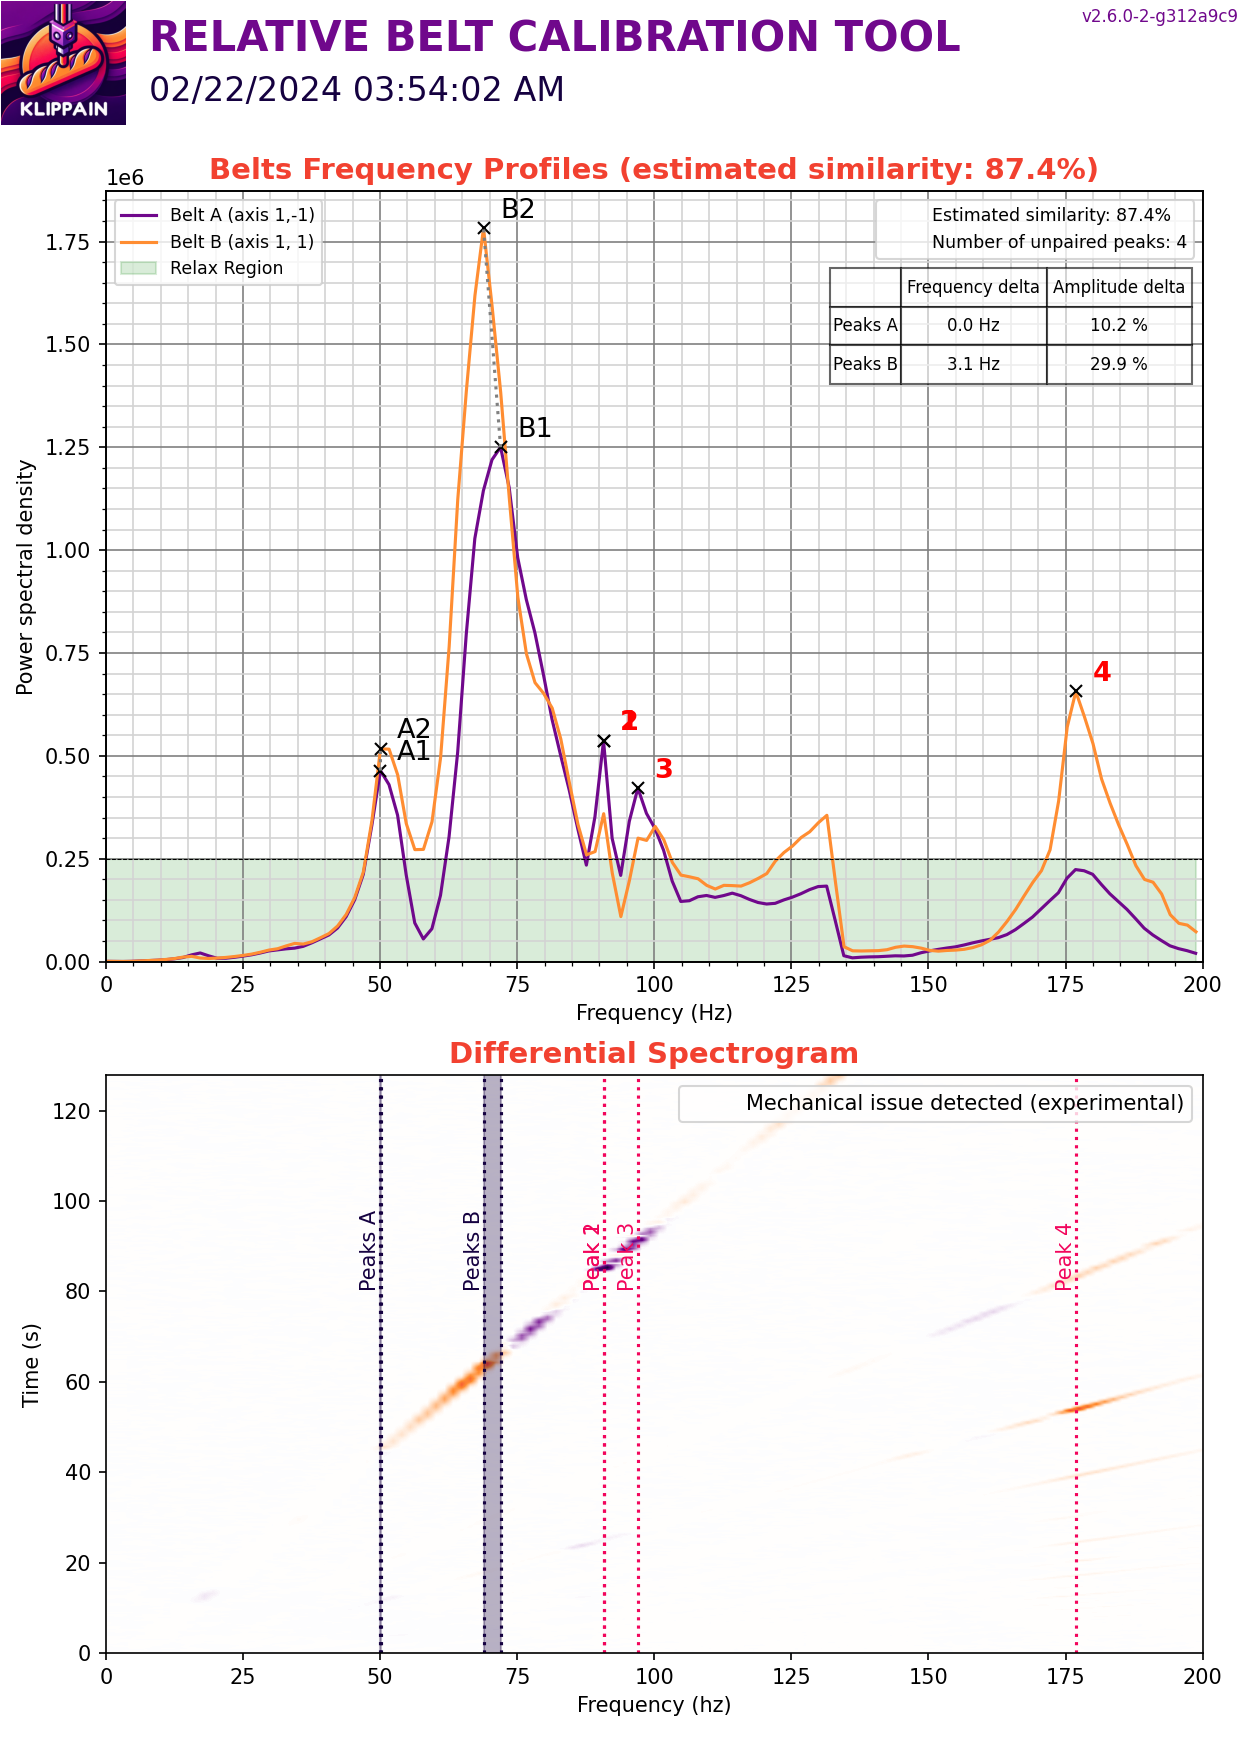 v2.6.0-2-g312a9c9
RELATIVE BELT CALIBRATION TOOL
02/22/2024 03:54:02 AM
KLIPPAIN
Belts Frequency Profiles (estimated similarity: 87.4%)
1e6
Belt A (axis 1,-1)
Belt B (axis 1, 1)
Relax Region
Estimated similarity: 87.4%
Number of unpaired peaks: 4
Frequency delta Amplitude delta
Peaks A 0.0 Hz 10.2 %
Peaks B 3.1 Hz 29.9 %
B2
B1
A2
A1
2
3
4
Power spectral density
1.75
1.50
1.25
1.00
0.75
0.50
0.25
0.00
0 25 50 75 100 125 150 175 200
Frequency (Hz)
Differential Spectrogram
Mechanical issue detected (experimental)
Peaks A
Peaks B
Peak 2
Peak 3
Peak 4
Time (s)
120
100
80
60
40
20
0
0 25 50 75 100 125 150 175 200
Frequency (hz)